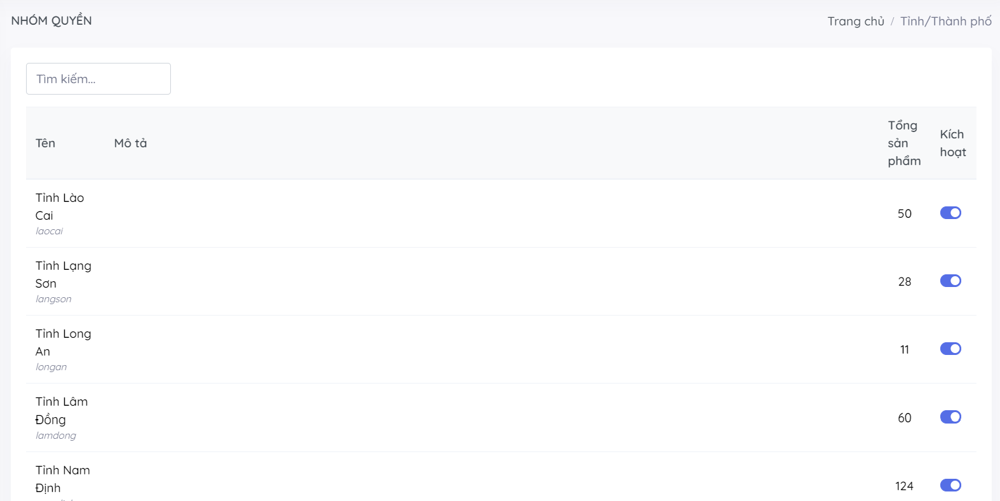 NHÓM QUYỀN
Trang chủ / Tỉnh/Thành phố
Tìm kiếm...
Tên
Mô tả
Tổng
sản
phẩm
Kích
hoạt
Tỉnh Lào
Cai
laocai
50
Tỉnh Lạng
Sơn
langson
28
Tỉnh Long
An
longan
11
Tỉnh Lâm
Đồng
lamdong
60
Tỉnh Nam
Định
124